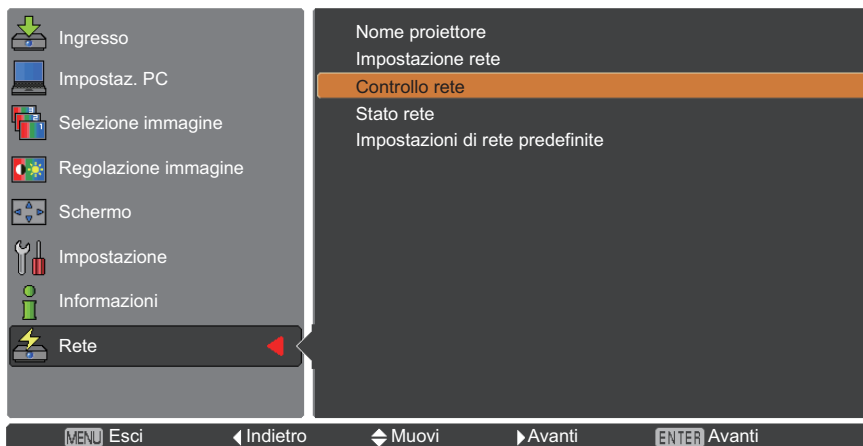 Ingresso
Impostaz. PC
Selezione immagine
Regolazione immagine
Schermo
Impostazione
Informazioni
Rete
Nome proiettore
Impostazione rete
Controllo rete
Stato rete
Impostazioni di rete predefinite
MENU Esci Indietro Muovi Avanti ENTER Avanti